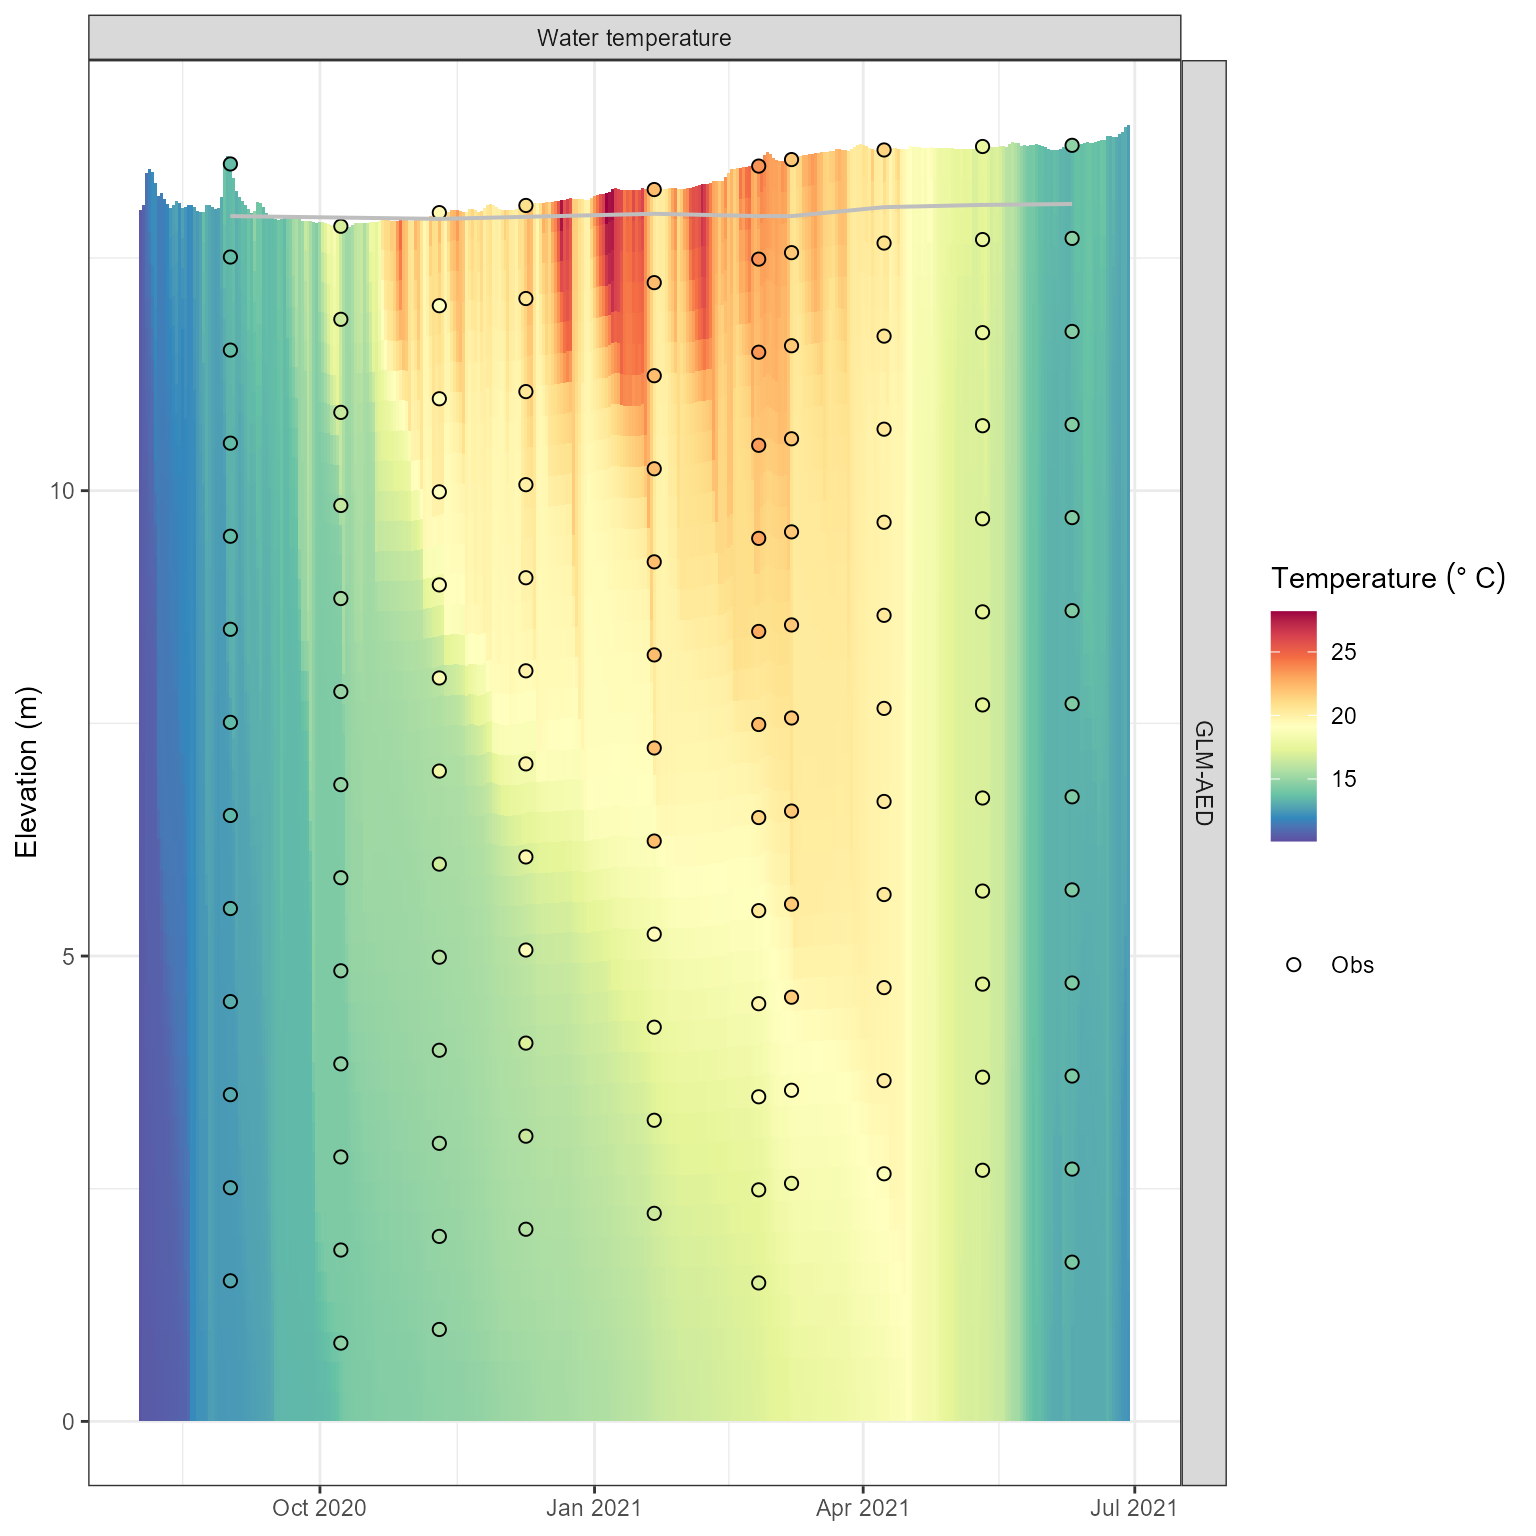 Water temperature
GLM-AED
Elevation (m)
10
5
0
Oct 2020
Jan 2021
Apr 2021
Jul 2021
Temperature (° C)
25
20
15
Obs